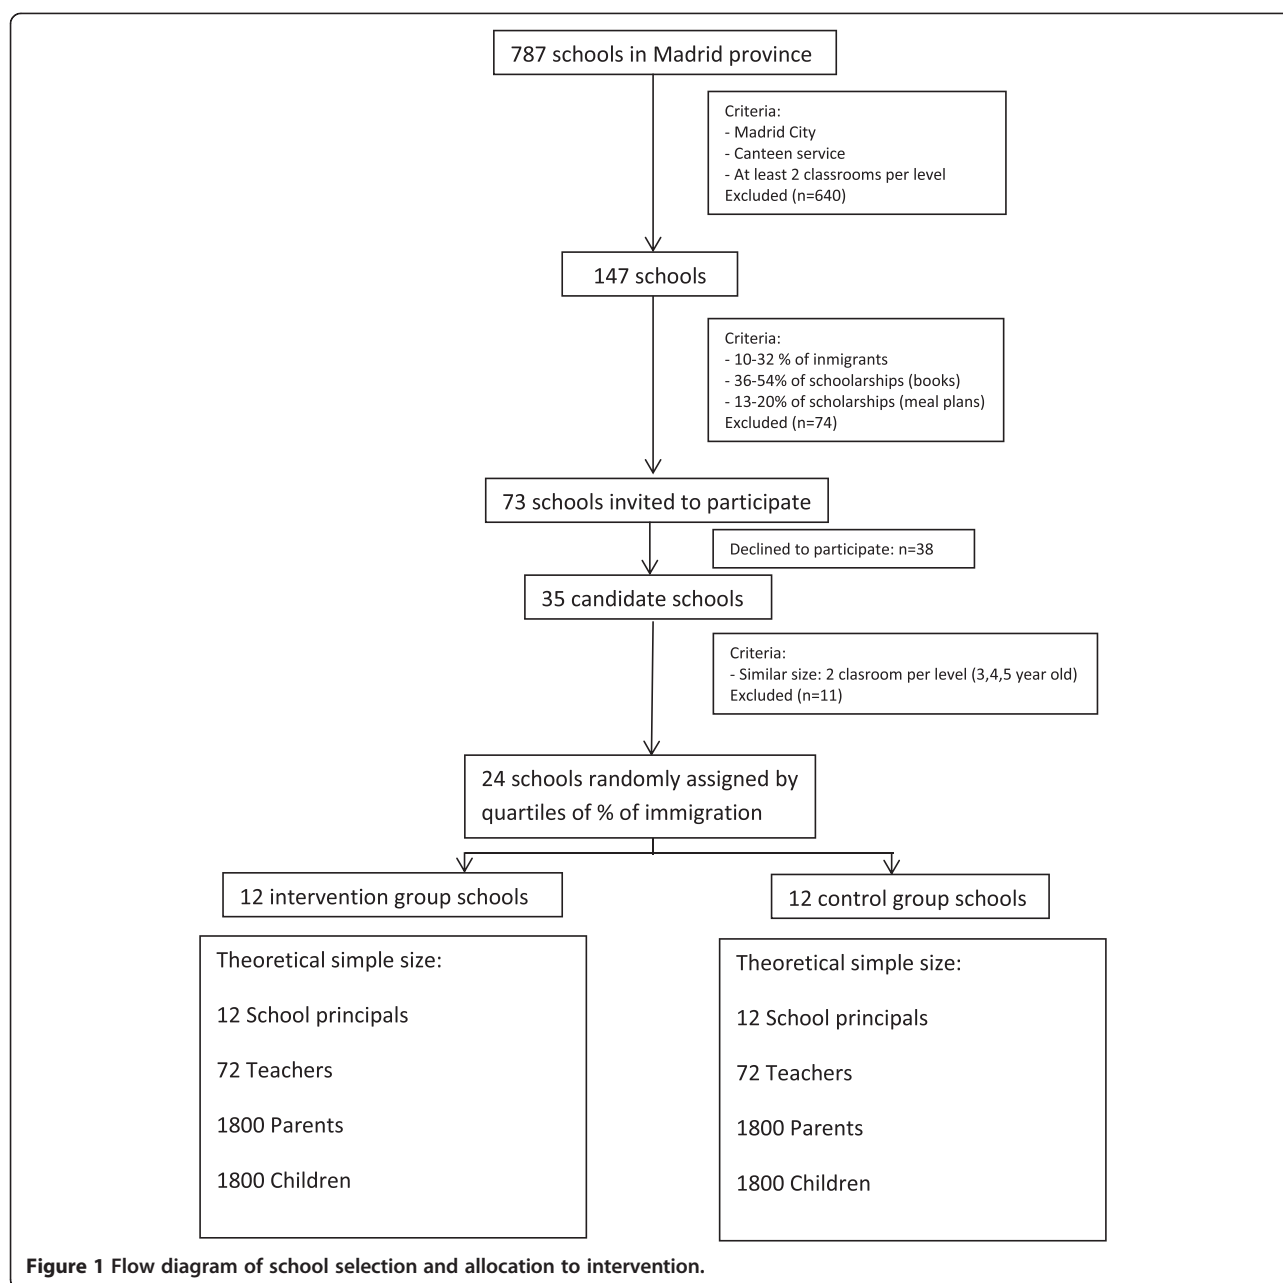 787 schools in Madrid province
Criteria:
- Madrid City
- Canteen service
- At least 2 classrooms per level
Excluded (n=640)
147 schools
Criteria:
- 10-32 % of inmigrants
- 36-54% of schoolarships (books)
- 13-20% of scholarships (meal plans)
Excluded (n=74)
73 schools invited to participate
Declined to participate: n=38
35 candidate schools
Criteria:
- Similar size: 2 clasroom per level (3,4,5 year old)
Excluded (n=11)
24 schools randomly assigned by
quartiles of % of immigration
12 intervention group schools
12 control group schools
Theoretical simple size:
12 School principals
72 Teachers
1800 Parents
1800 Children
Theoretical simple size:
12 School principals
72 Teachers
1800 Parents
1800 Children
Figure 1 Flow diagram of school selection and allocation to intervention.